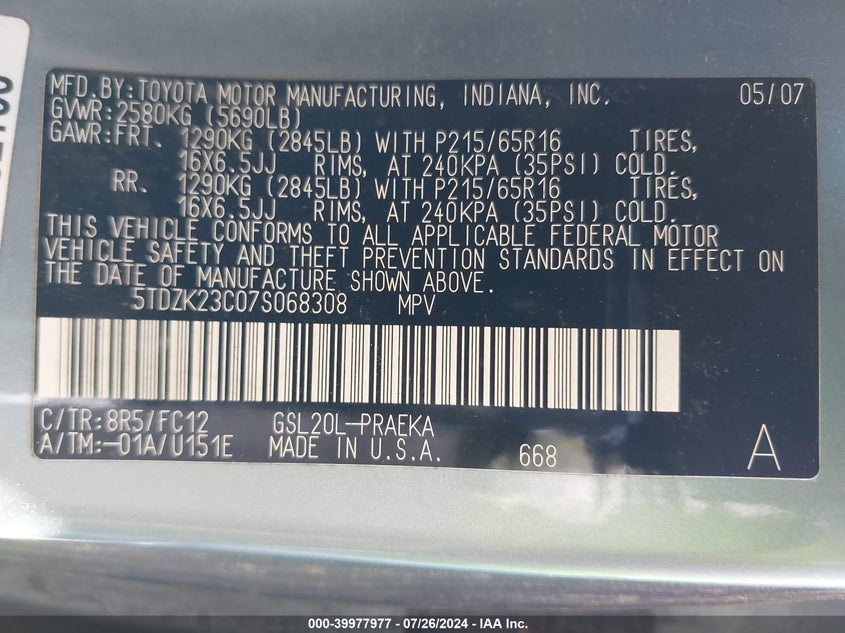 MFD.BY:TOYOTA MOTOR MANUFACTURING, INDIANA, INC. 05/07
GVWR:2580KG (5690LB)
GAWR:FRT. 1290KG (2845LB) WITH P215/65R16 TIRES,
16X6.5JJ RIMS, AT 240KPA (35PSI) COLD.
RR. 1290KG (2845LB) WITH P215/65R16 TIRES,
16X6.5JJ RIMS, AT 240KPA (35PSI) COLD.
THIS VEHICLE CONFORMS TO ALL APPLICABLE FEDERAL MOTOR
VEHICLE SAFETY AND THEFT PREVENTION STANDARDS IN EFFECT ON
THE DATE OF MANUFACTURE SHOWN ABOVE.
5TDZK23C07S068308 MPV
C/TR:8R5/FC12 GSL20L-PRAEKA
A/TM:-01A/U151E MADE IN U.S.A. 668 A
000-39977977 - 07/26/2024 - IAA Inc.